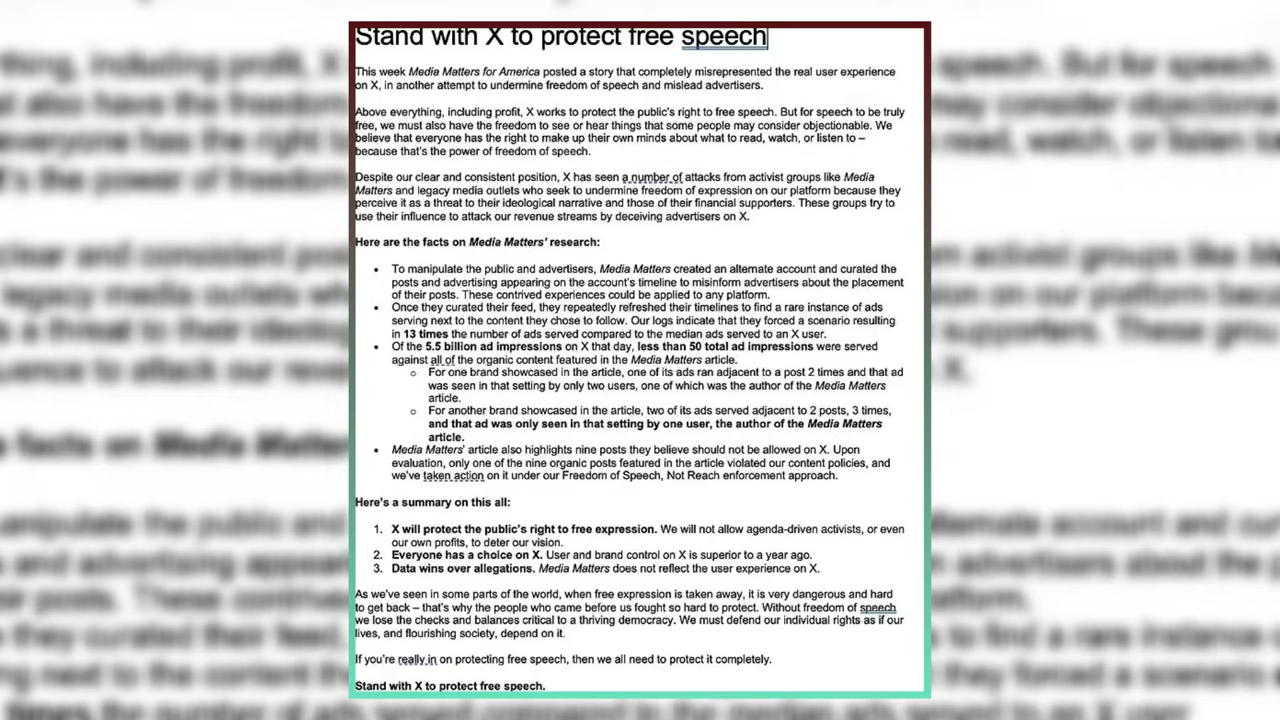 Stand with X to protect free speech
This week Media Matters for America posted a story that completely misrepresented the real user experience
on X, in another attempt to undermine freedom of speech and mislead advertisers.
Above everything, including profit, X works to protect the public's right to free speech. But for speech to be truly
free, we must also have the freedom to see or hear things that some people may consider objectionable. We
believe that everyone has the right to make up their own minds about what to read, watch, or listen to –
because that's the power of freedom of speech.
Despite our clear and consistent position, X has seen a number of attacks from activist groups like Media
Matters and legacy media outlets who seek to undermine freedom of expression on our platform because they
perceive it as a threat to their ideological narrative and those of their financial supporters. These groups try to
use their influence to attack our revenue streams by deceiving advertisers on X.
Here are the facts on Media Matters' research:
• To manipulate the public and advertisers, Media Matters created an alternate account and curated the
posts and advertising appearing on the account's timeline to misinform advertisers about the placement
of their posts. These contrived experiences could be applied to any platform.
• Once they curated their feed, they repeatedly refreshed their timelines to find a rare instance of ads
serving next to the content they chose to follow. Our logs indicate that they forced a scenario resulting
in 13 times the number of ads served compared to the median ads served to an X user.
• Of the 5.5 billion ad impressions on X that day, less than 50 total ad impressions were served
against all of the organic content featured in the Media Matters article.
o For one brand showcased in the article, one of its ads ran adjacent to a post 2 times and that ad
was seen in that setting by only two users, one of which was the author of the Media Matters
article.
o For another brand showcased in the article, two of its ads served adjacent to 2 posts, 3 times,
and that ad was only seen in that setting by one user, the author of the Media Matters
article.
• Media Matters' article also highlights nine posts they believe should not be allowed on X. Upon
evaluation, only one of the nine organic posts featured in the article violated our content policies, and
we've taken action on it under our Freedom of Speech, Not Reach enforcement approach.
Here's a summary on this all:
1. X will protect the public's right to free expression. We will not allow agenda-driven activists, or even
our own profits, to deter our vision.
2. Everyone has a choice on X. User and brand control on X is superior to a year ago.
3. Data wins over allegations. Media Matters does not reflect the user experience on X.
As we've seen in some parts of the world, when free expression is taken away, it is very dangerous and hard
to get back – that's why the people who came before us fought so hard to protect. Without freedom of speech
we lose the checks and balances critical to a thriving democracy. We must defend our individual rights as if our
lives, and flourishing society, depend on it.
If you're really in on protecting free speech, then we all need to protect it completely.
Stand with X to protect free speech.